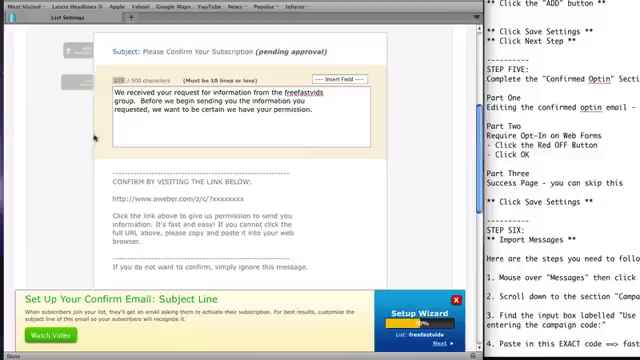 Most Visited
Latest Headlines
Apple
Yahoo!
Google Maps
YouTube
News
Popular
Infusev
List Settings
Subject: Please Confirm Your Subscription (pending approval)
/ 500 characters (Must be 10 lines or less)
--- Insert Field ---
We received your request for information from the freefastvids
group. Before we begin sending you the information you
requested, we want to be certain we have your permission.
CONFIRM BY VISITING THE LINK BELOW:
http://www.aweber.com/z/c/?xxxxxxxx
Click the link above to give us permission to send you
information. It's fast and easy! If you cannot click the
full URL above, please copy and paste it into your web
browser.
If you do not want to confirm, simply ignore this message.
Set Up Your Confirm Email: Subject Line
When subscribers join your list, they'll get an email asking them to activate their subscription. For best results, customize the
subject line of this email so your subscribers will recognize it.
Watch Video
Setup Wizard
List: freefastvids
Next
Done
** Click the "ADD" button
** Click Save Settings
** Click Next Step
----------
STEP FIVE:
Complete the "Confirmed Optin" Secti
Part One
Editing the confirmed optin email -
Part Two
Require Opt-In on Web Forms
- Click the Red OFF Button
- Click OK
Part Three
Success Page - you can skip this
** Click Save Settings
----------
STEP SIX:
** Import Messages
Here are the steps you need to follo
1. Mouse over "Messages" then click
2. Scroll down to the section "Campa
3. Find the input box labelled "Use
entering the campaign code:"
4. Paste in this EXACT code ==> fast